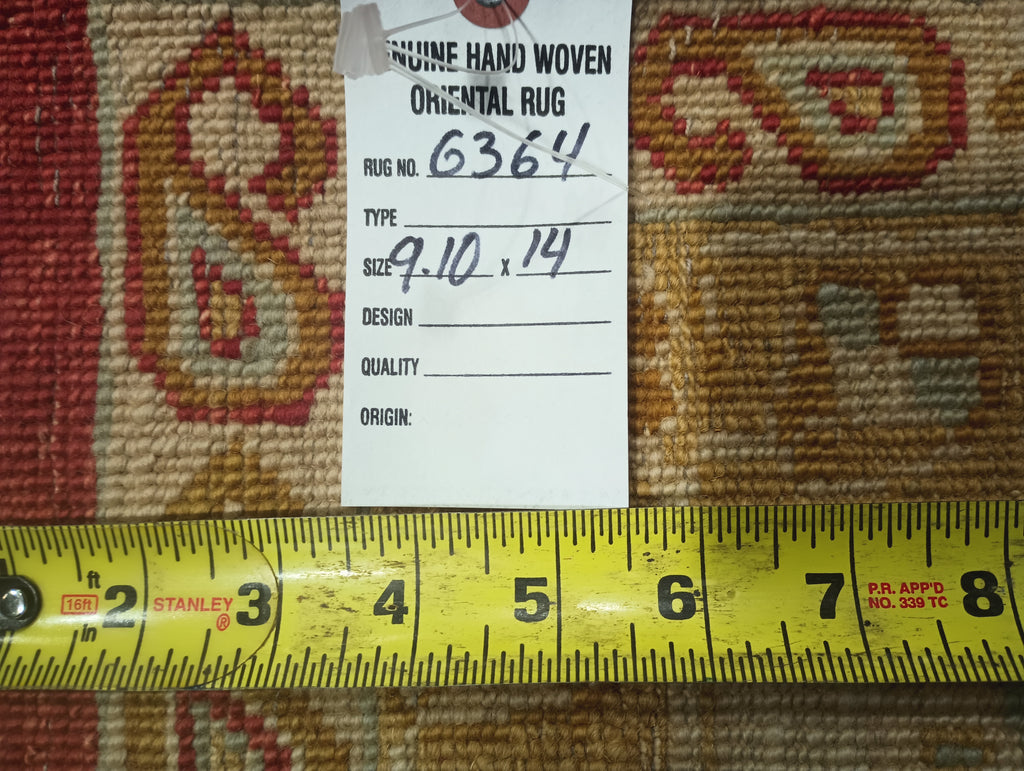 NUINE HAND WOVEN
ORIENTAL RUG
RUG NO. 6364
TYPE
SIZE 9.10 x 14
DESIGN
QUALITY
ORIGIN:
ft
16ft
in
2 STANLEY® 3 4 5 6 7 P.R. APP'D 8
NO. 339 TC